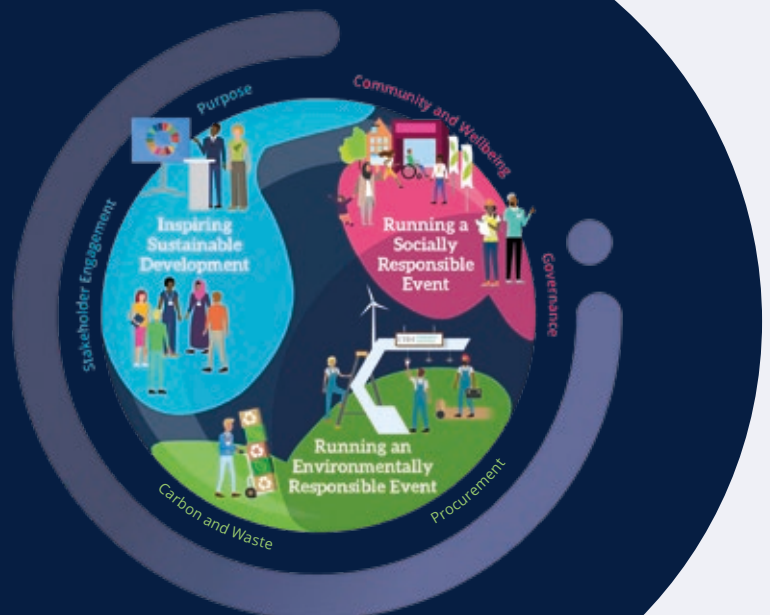 Purpose
Community and Wellbeing
Stakeholder Engagement
Inspiring
Sustainable
Development
Running a
Socially
Responsible
Event
Governance
Running an
Environmentally
Responsible Event
Carbon and Waste
Procurement